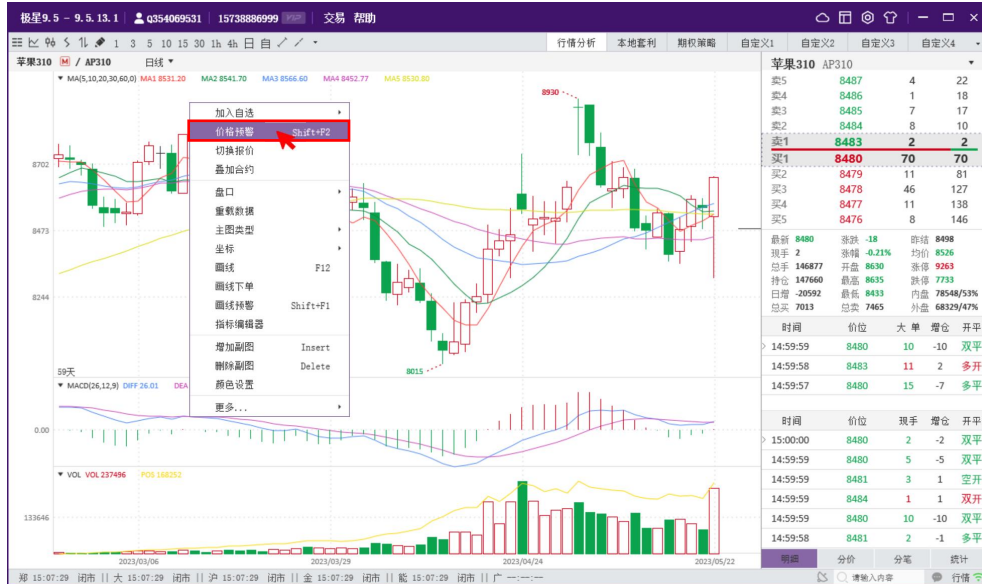 极星9.5 - 9.5.13.1 Q354069531 15738886999 VIP 交易 帮助
1 3 5 10 15 30 1h 4h 日 自
行情分析 本地套利 期权策略 自定义1 自定义2 自定义3 自定义4
苹果310 M / AP310 日线
MA(5,10,20,30,60,0) MA1 8531.20 MA2 8541.70 MA3 8566.60 MA4 8452.77 MA5 8530.80
8930
8702
8473
8244
8015
59天
加入自选
价格预警 Shift+F2
切换报价
叠加合约
盘口
重载数据
主图类型
坐标
画线 F12
画线下单
画线预警 Shift+F1
指标编辑器
增加副图 Insert
删除副图 Delete
颜色设置
更多...
MACD(26,12,9) DIFF 26.01 DEA
0.00
VOL VOL 237496 POS 168252
133646
2023/03/06 2023/03/29 2023/04/24 2023/05/22
苹果310 AP310
卖5 8487 4 22
卖4 8486 1 18
卖3 8485 7 17
卖2 8484 8 10
卖1 8483 2 2
买1 8480 70 70
买2 8479 11 81
买3 8478 46 127
买4 8477 11 138
买5 8476 8 146
最新 8480 涨跌 -18 昨结 8498
现手 2 涨幅 -0.21% 均价 8526
总手 146877 开盘 8630 涨停 9263
持仓 147660 最高 8635 跌停 7733
日增 -20592 最低 8433 内盘 78548/53%
总买 7013 总卖 7465 外盘 68329/47%
时间 价位 大单 增仓 开平
14:59:59 8480 10 -10 双平
14:59:58 8483 11 2 多开
14:59:57 8480 15 -7 多平
时间 价位 现手 增仓 开平
15:00:00 8480 2 -2 双平
14:59:59 8480 5 -5 双平
14:59:59 8481 3 1 空开
14:59:59 8484 1 1 双开
14:59:59 8480 10 -10 双平
14:59:58 8481 2 -1 多平
明细 分价 分笔 统计
郑 15:07:29 闭市 || 大 15:07:29 闭市 || 沪 15:07:29 闭市 || 金 15:07:29 闭市 || 能 15:07:29 闭市 || 广 --:--:--
请输入内容 行情